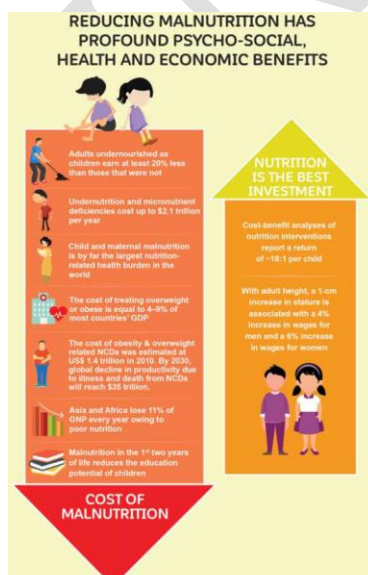 REDUCING MALNUTRITION HAS
PROFOUND PSYCHO-SOCIAL,
HEALTH AND ECONOMIC BENEFITS
Adults undernourished as
children earn at least 20% less
than those that were not
Undernutrition and micronutrient
deficiencies cost up to $2.1 trillion
per year
Child and maternal malnutrition
is by far the largest nutrition-
related health burden in the
world
The cost of treating overweight
or obese is equal to 4–9% of
most countries' GDP
The cost of obesity & overweight
related NCDs was estimated at
US$ 1.4 trillion in 2010. By 2030,
global decline in productivity due
to illness and death from NCDs
will reach $35 trillion.
Asia and Africa lose 11% of
GNP every year owing to
poor nutrition
Malnutrition in the 1st two years
of life reduces the education
potential of children
COST OF
MALNUTRITION
NUTRITION
IS THE BEST
INVESTMENT
Cost-benefit analyses of
nutrition interventions
report a return
of ~18:1 per child
With adult height, a 1-cm
increase in stature is
associated with a 4%
increase in wages for
men and a 6% increase
in wages for women